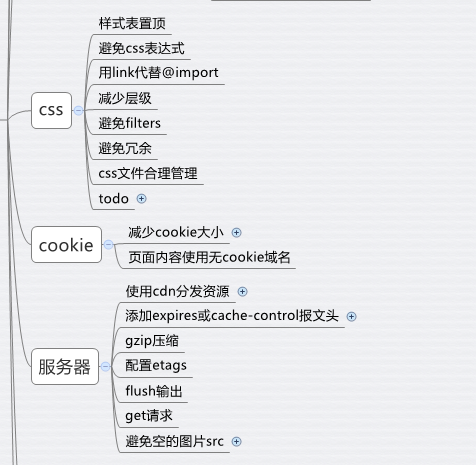 css
样式表置顶
避免css表达式
用link代替@import
减少层级
避免filters
避免冗余
css文件合理管理
todo
cookie
减少cookie大小
页面内容使用无cookie域名
服务器
使用cdn分发资源
添加expires或cache-control报文头
gzip压缩
配置etags
flush输出
get请求
避免空的图片src